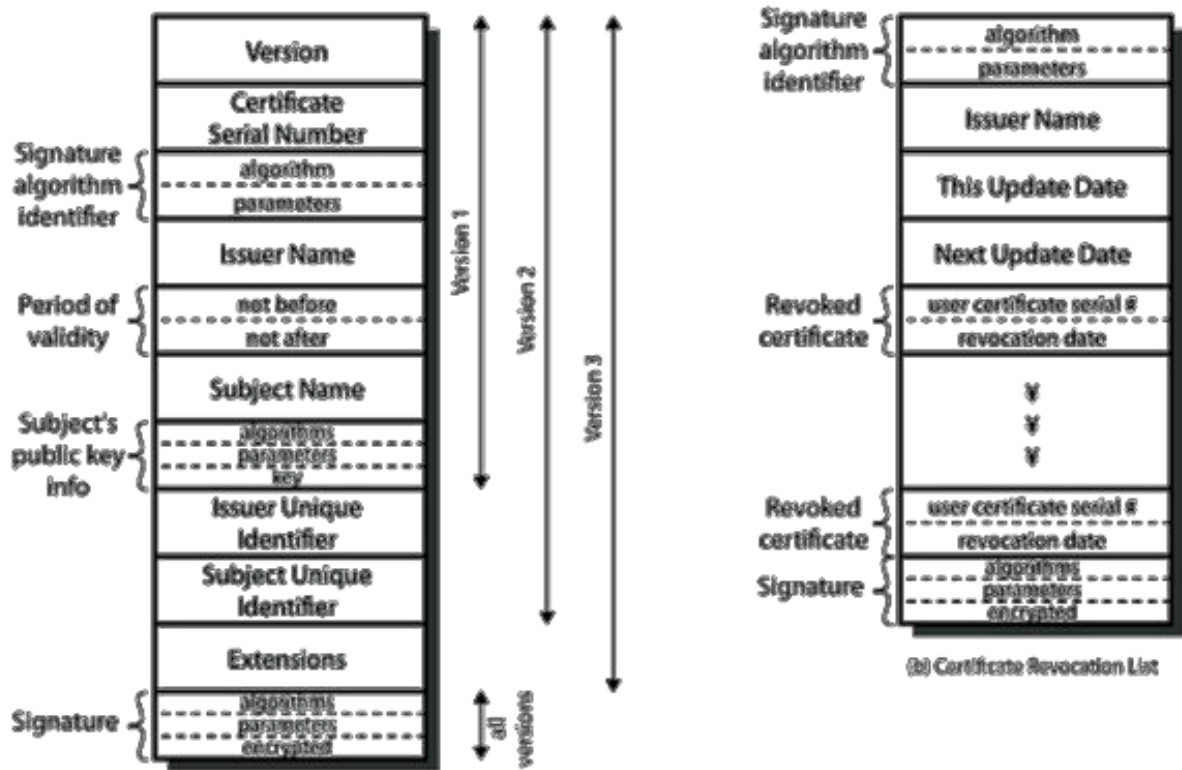 Version
Certificate
Serial Number
Signature
algorithm
identifier
algorithm
parameters
Issuer Name
Period of
validity
not before
not after
Subject Name
Subject's
public key
info
algorithms
parameters
key
Issuer Unique
Identifier
Subject Unique
Identifier
Extensions
Signature
algorithms
parameters
encrypted
Version 1
Version 2
Version 3
all
versions
Signature
algorithm
identifier
algorithm
parameters
Issuer Name
This Update Date
Next Update Date
Revoked
certificate
user certificate serial #
revocation date
¥
¥
¥
Revoked
certificate
user certificate serial #
revocation date
Signature
algorithms
parameters
encrypted
(b) Certificate Revocation List